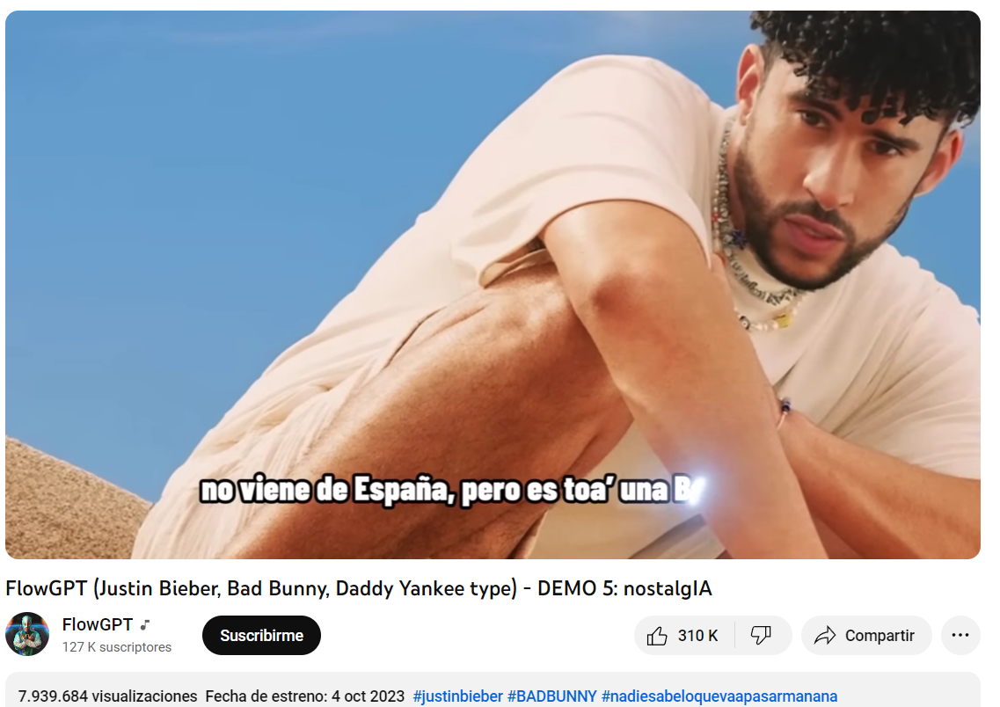 no viene de España, pero es toa' una B
FlowGPT (Justin Bieber, Bad Bunny, Daddy Yankee type) - DEMO 5: nostalgIA
FlowGPT
127 K suscriptores
Suscribirme
310 K
Compartir
7.939.684 visualizaciones Fecha de estreno: 4 oct 2023 #justinbieber #BADBUNNY #nadiesabeloquevaapasarmanana